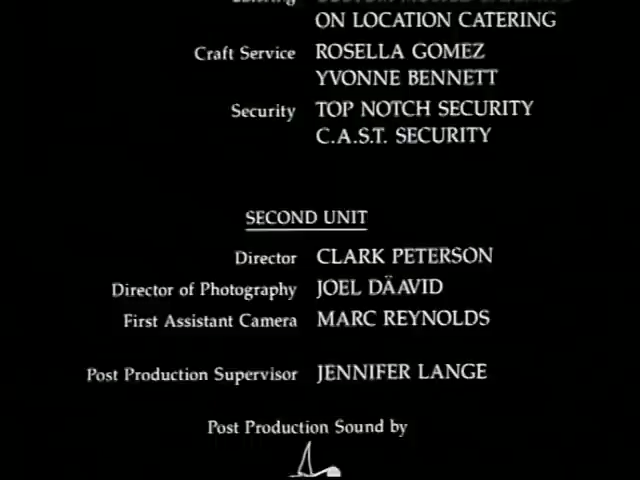 ON LOCATION CATERING
Craft Service ROSELLA GOMEZ
YVONNE BENNETT
Security TOP NOTCH SECURITY
C.A.S.T. SECURITY
SECOND UNIT
Director CLARK PETERSON
Director of Photography JOEL DÄAVID
First Assistant Camera MARC REYNOLDS
Post Production Supervisor JENNIFER LANGE
Post Production Sound by